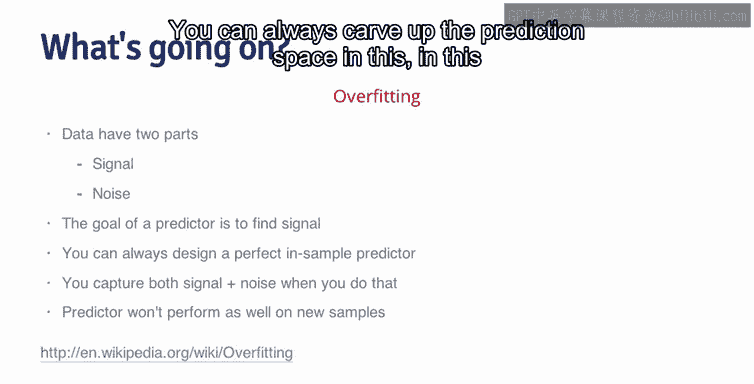 What's going on?
You can always carve up the prediction
space in this, in this
Overfitting
· Data have two parts
- Signal
- Noise
· The goal of a predictor is to find signal
· You can always design a perfect in-sample predictor
· You capture both signal + noise when you do that
· Predictor won't perform as well on new samples
http://en.wikipedia.org/wiki/Overfitting